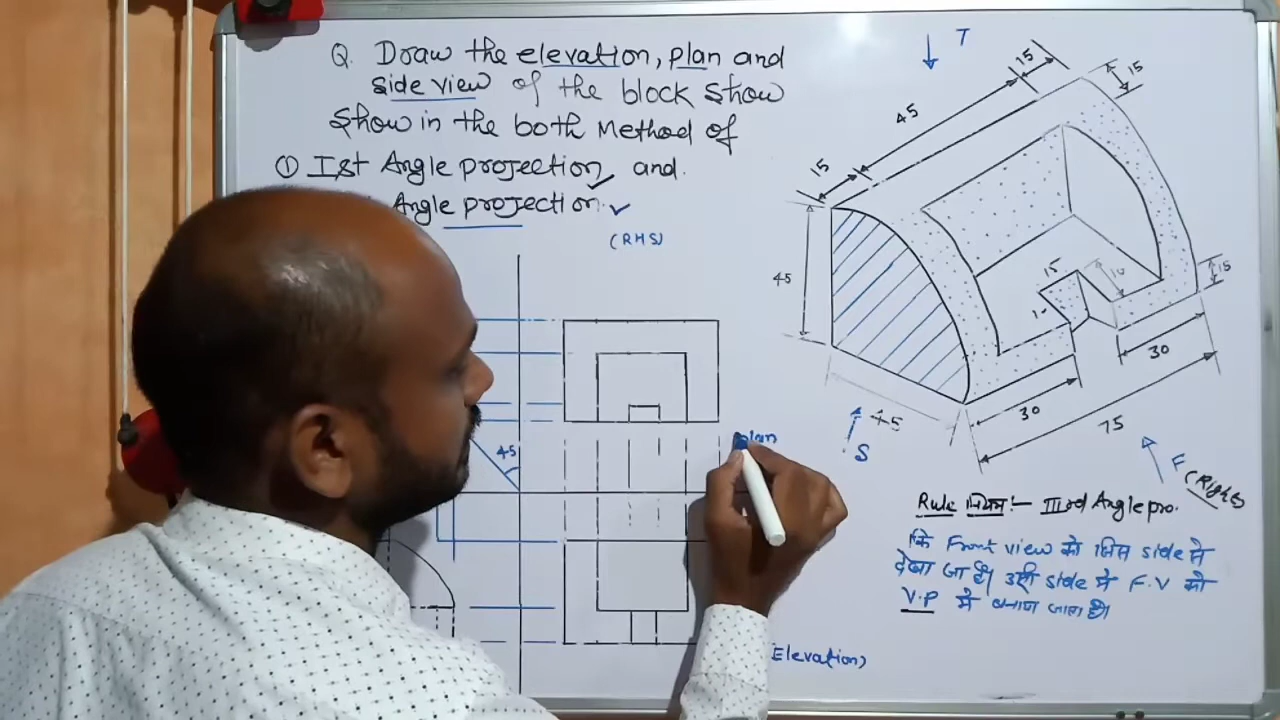 Q. Draw the elevation, plan and
side view of the block show
show in the both Method of
① Ist Angle projection and.
Angle projection.
(RHS)
45
plan
Elevation)
T
15
45
15
15
45
15
15
10
30
30
75
45
S
F
(Right)
Rule नियम :- IIIrd Angle pro.
कि Front view को जिस side से
देखा जाता है। उसी side में F.V को
V.P में बनाया जाता है।